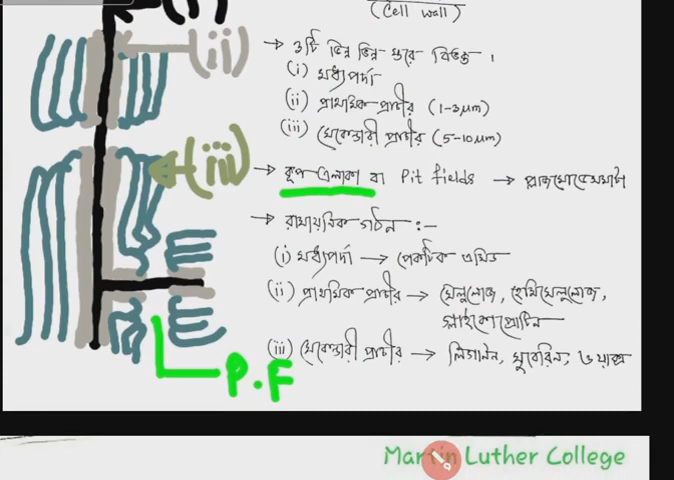 (Cell wall)
→ ৩টি ভিন্ন ভিন্ন স্তরে বিভক্ত ।
(i) মধ্যপর্দা
(ii) প্রাথমিক প্রাচীর (1-3μm)
(iii) সেকেন্ডারী প্রাচীর (5-10μm)
→ কূপ এলাকা বা Pit fields → প্লাজমোডেসমাটা
→ রাসায়নিক গঠন :-
(i) মধ্যপর্দা → পেকটিক এসিড
(ii) প্রাথমিক প্রাচীর → সেলুলোজ, হেমিসেলুলোজ,
গ্লাইকোপ্রোটিন
(iii) সেকেন্ডারী প্রাচীর → লিগনিন, সুবেরিন, ওয়াক্স
(ii)
(iii)
P.F
Martin Luther College